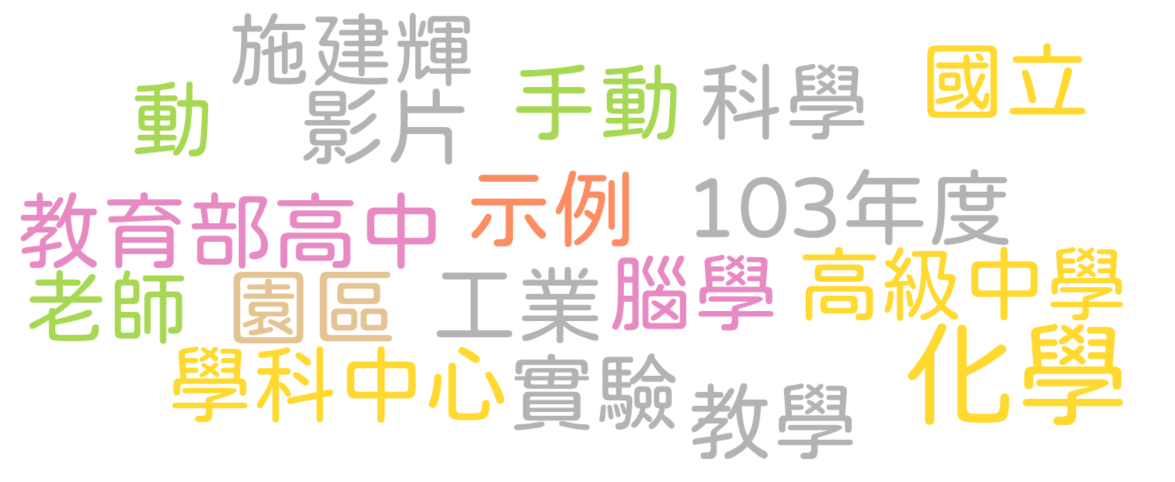 施建輝
動 影片 手動 科學 國立
教育部高中 示例 103年度
老師 園區 工業 腦學 高級中學
學科中心 實驗 教學 化學